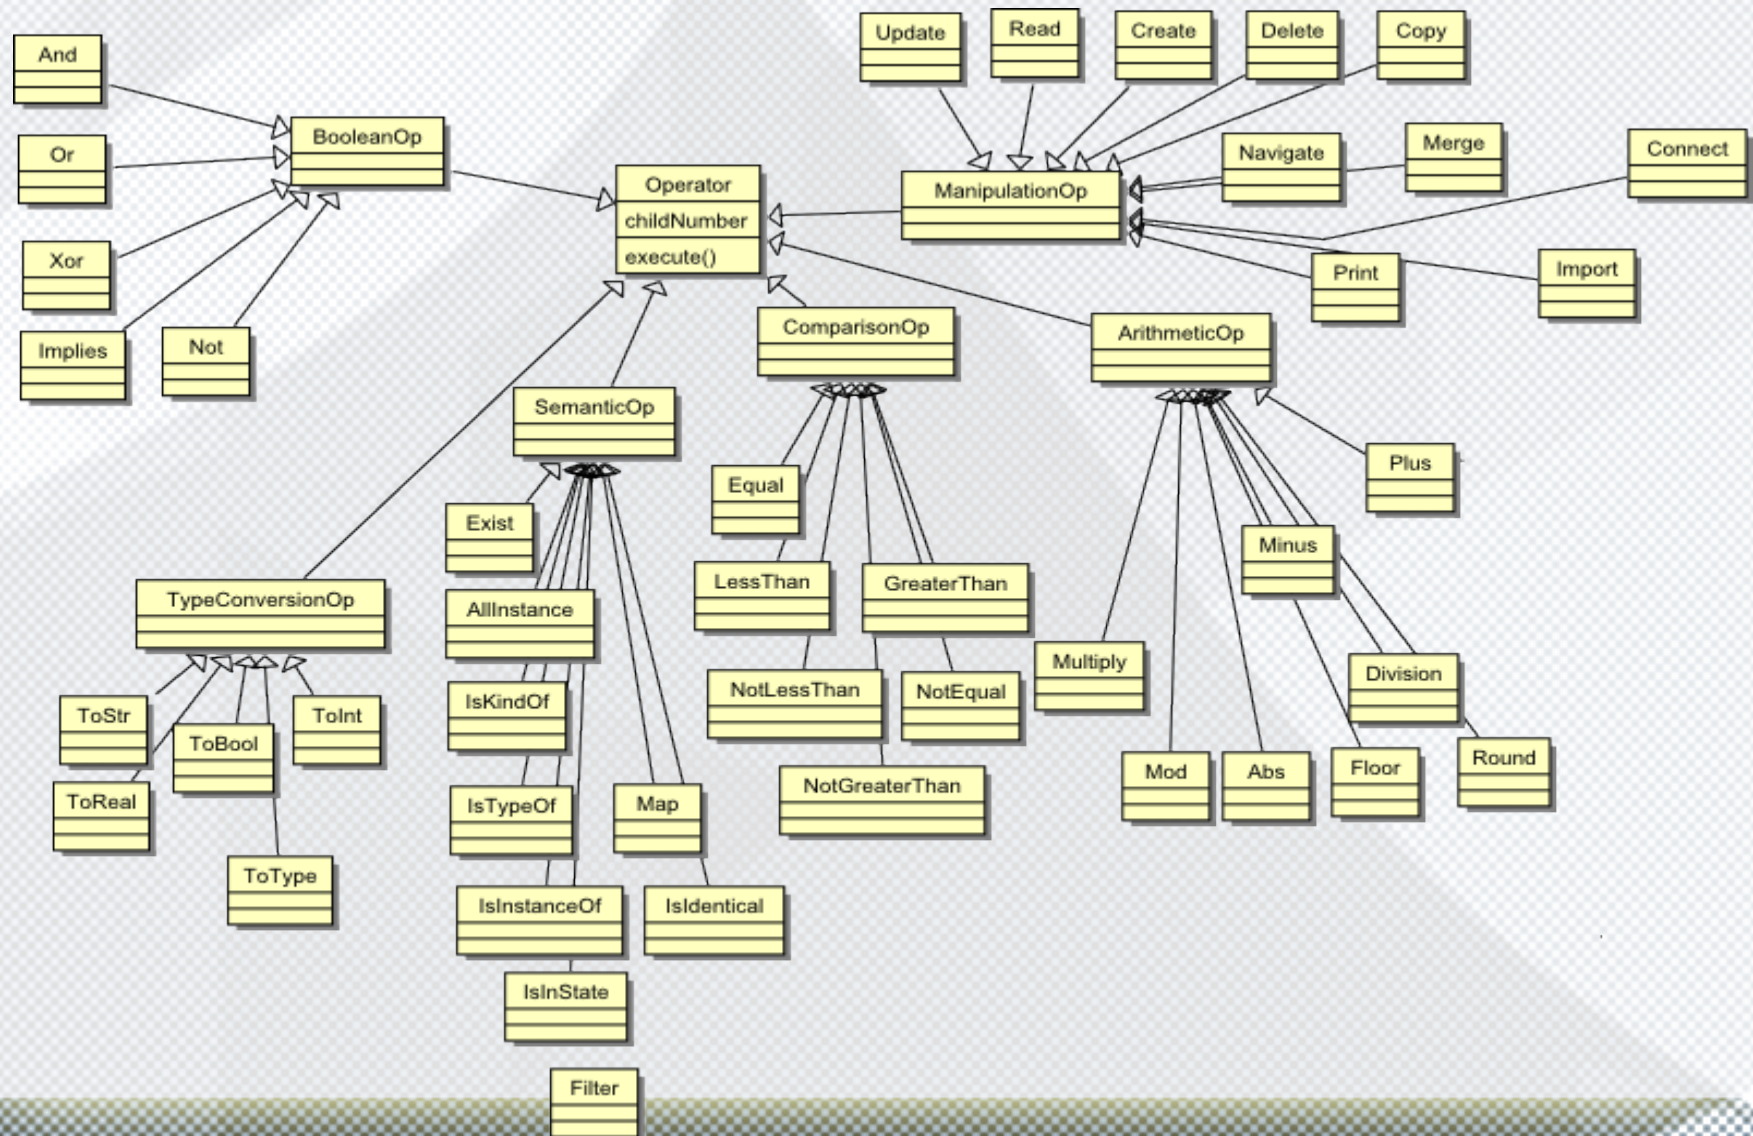 Update
Read
Create
Delete
Copy
And
BooleanOp
Or
Navigate
Merge
Connect
Operator
childNumber
execute()
ManipulationOp
Xor
Print
Import
Implies
Not
ComparisonOp
ArithmeticOp
SemanticOp
Plus
Equal
Exist
Minus
TypeConversionOp
AllInstance
LessThan
GreaterThan
ToStr
ToInt
IsKindOf
NotLessThan
NotEqual
Multiply
Division
ToBool
ToReal
IsTypeOf
Map
NotGreaterThan
Mod
Abs
Floor
Round
ToType
IsInstanceOf
IsIdentical
IsInState
Filter